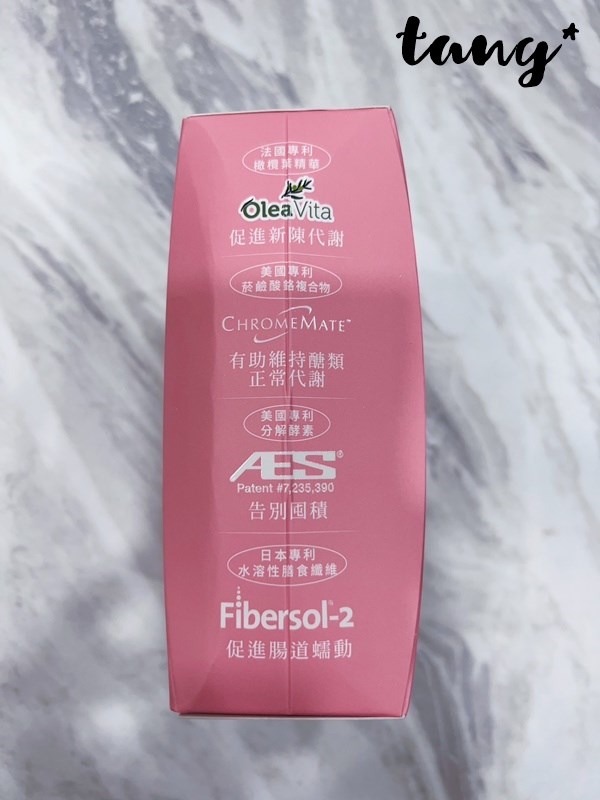 tang*
法國專利
橄欖葉精華
OleaVita
促進新陳代謝
美國專利
菸鹼酸鉻複合物
CHROMEMATE™
有助維持醣類
正常代謝
美國專利
分解酵素
AES®
Patent #7,235,390
告別囤積
日本專利
水溶性膳食纖維
Fibersol®-2
促進腸道蠕動